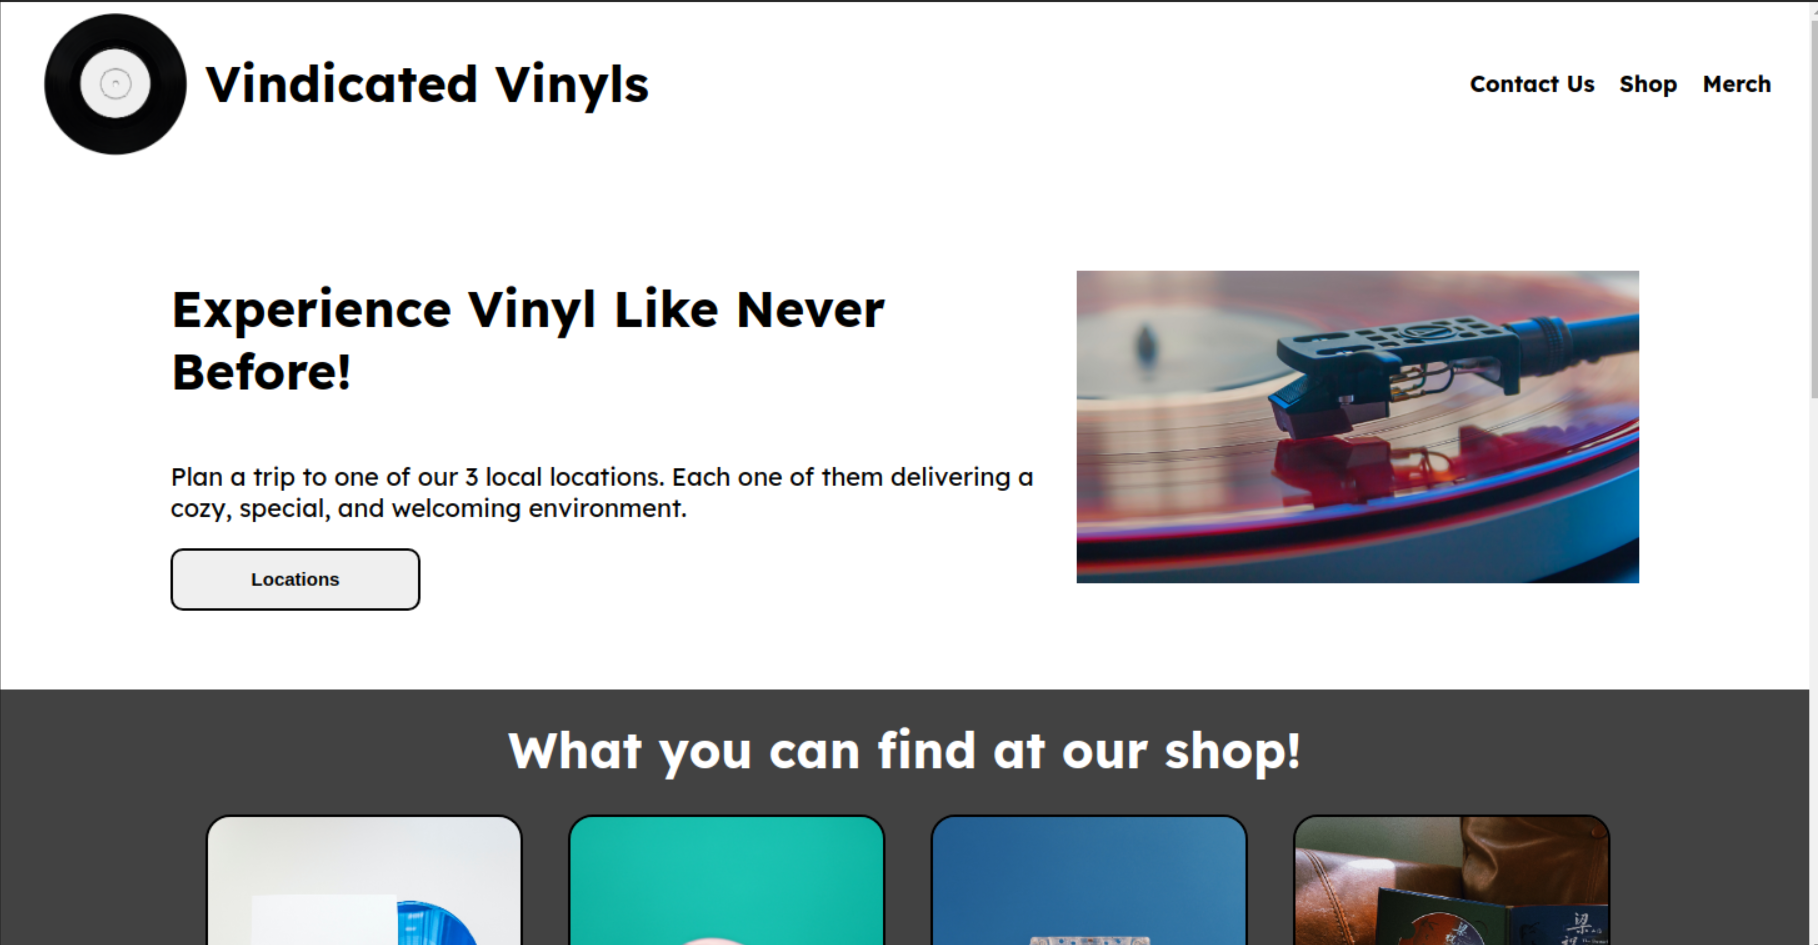 Vindicated Vinyls
Contact Us Shop Merch
Experience Vinyl Like Never
Before!
Plan a trip to one of our 3 local locations. Each one of them delivering a
cozy, special, and welcoming environment.
Locations
What you can find at our shop!
梁